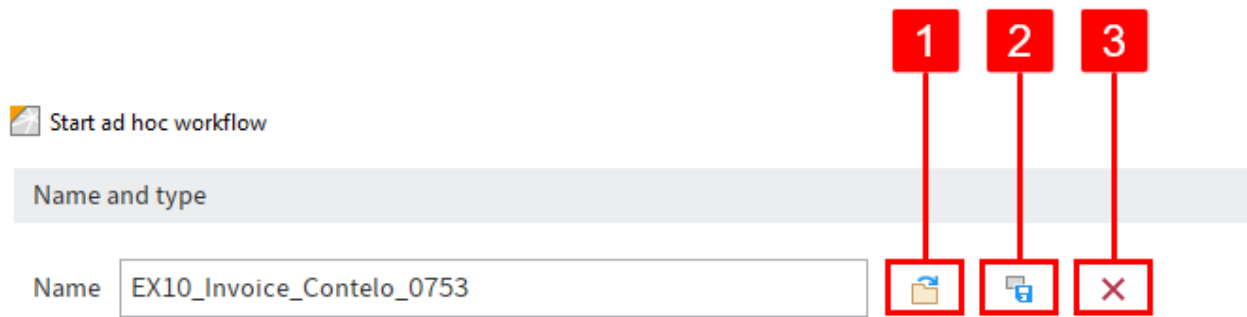 1 2 3
Start ad hoc workflow
Name and type
Name EX10_Invoice_Contelo_0753